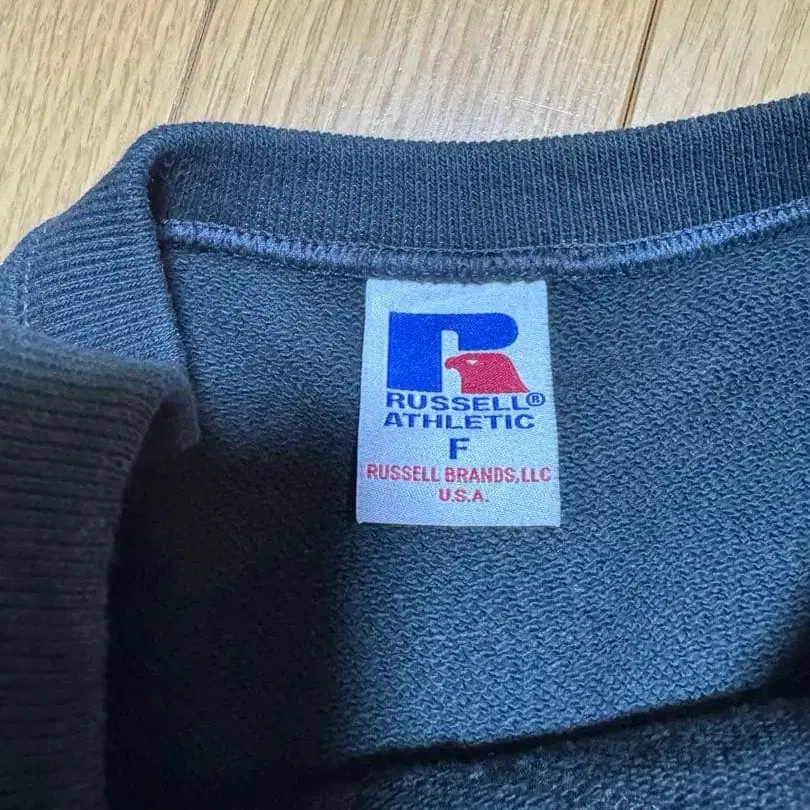 RUSSELL®
ATHLETIC
F
RUSSELL BRANDS, LLC
U.S.A.